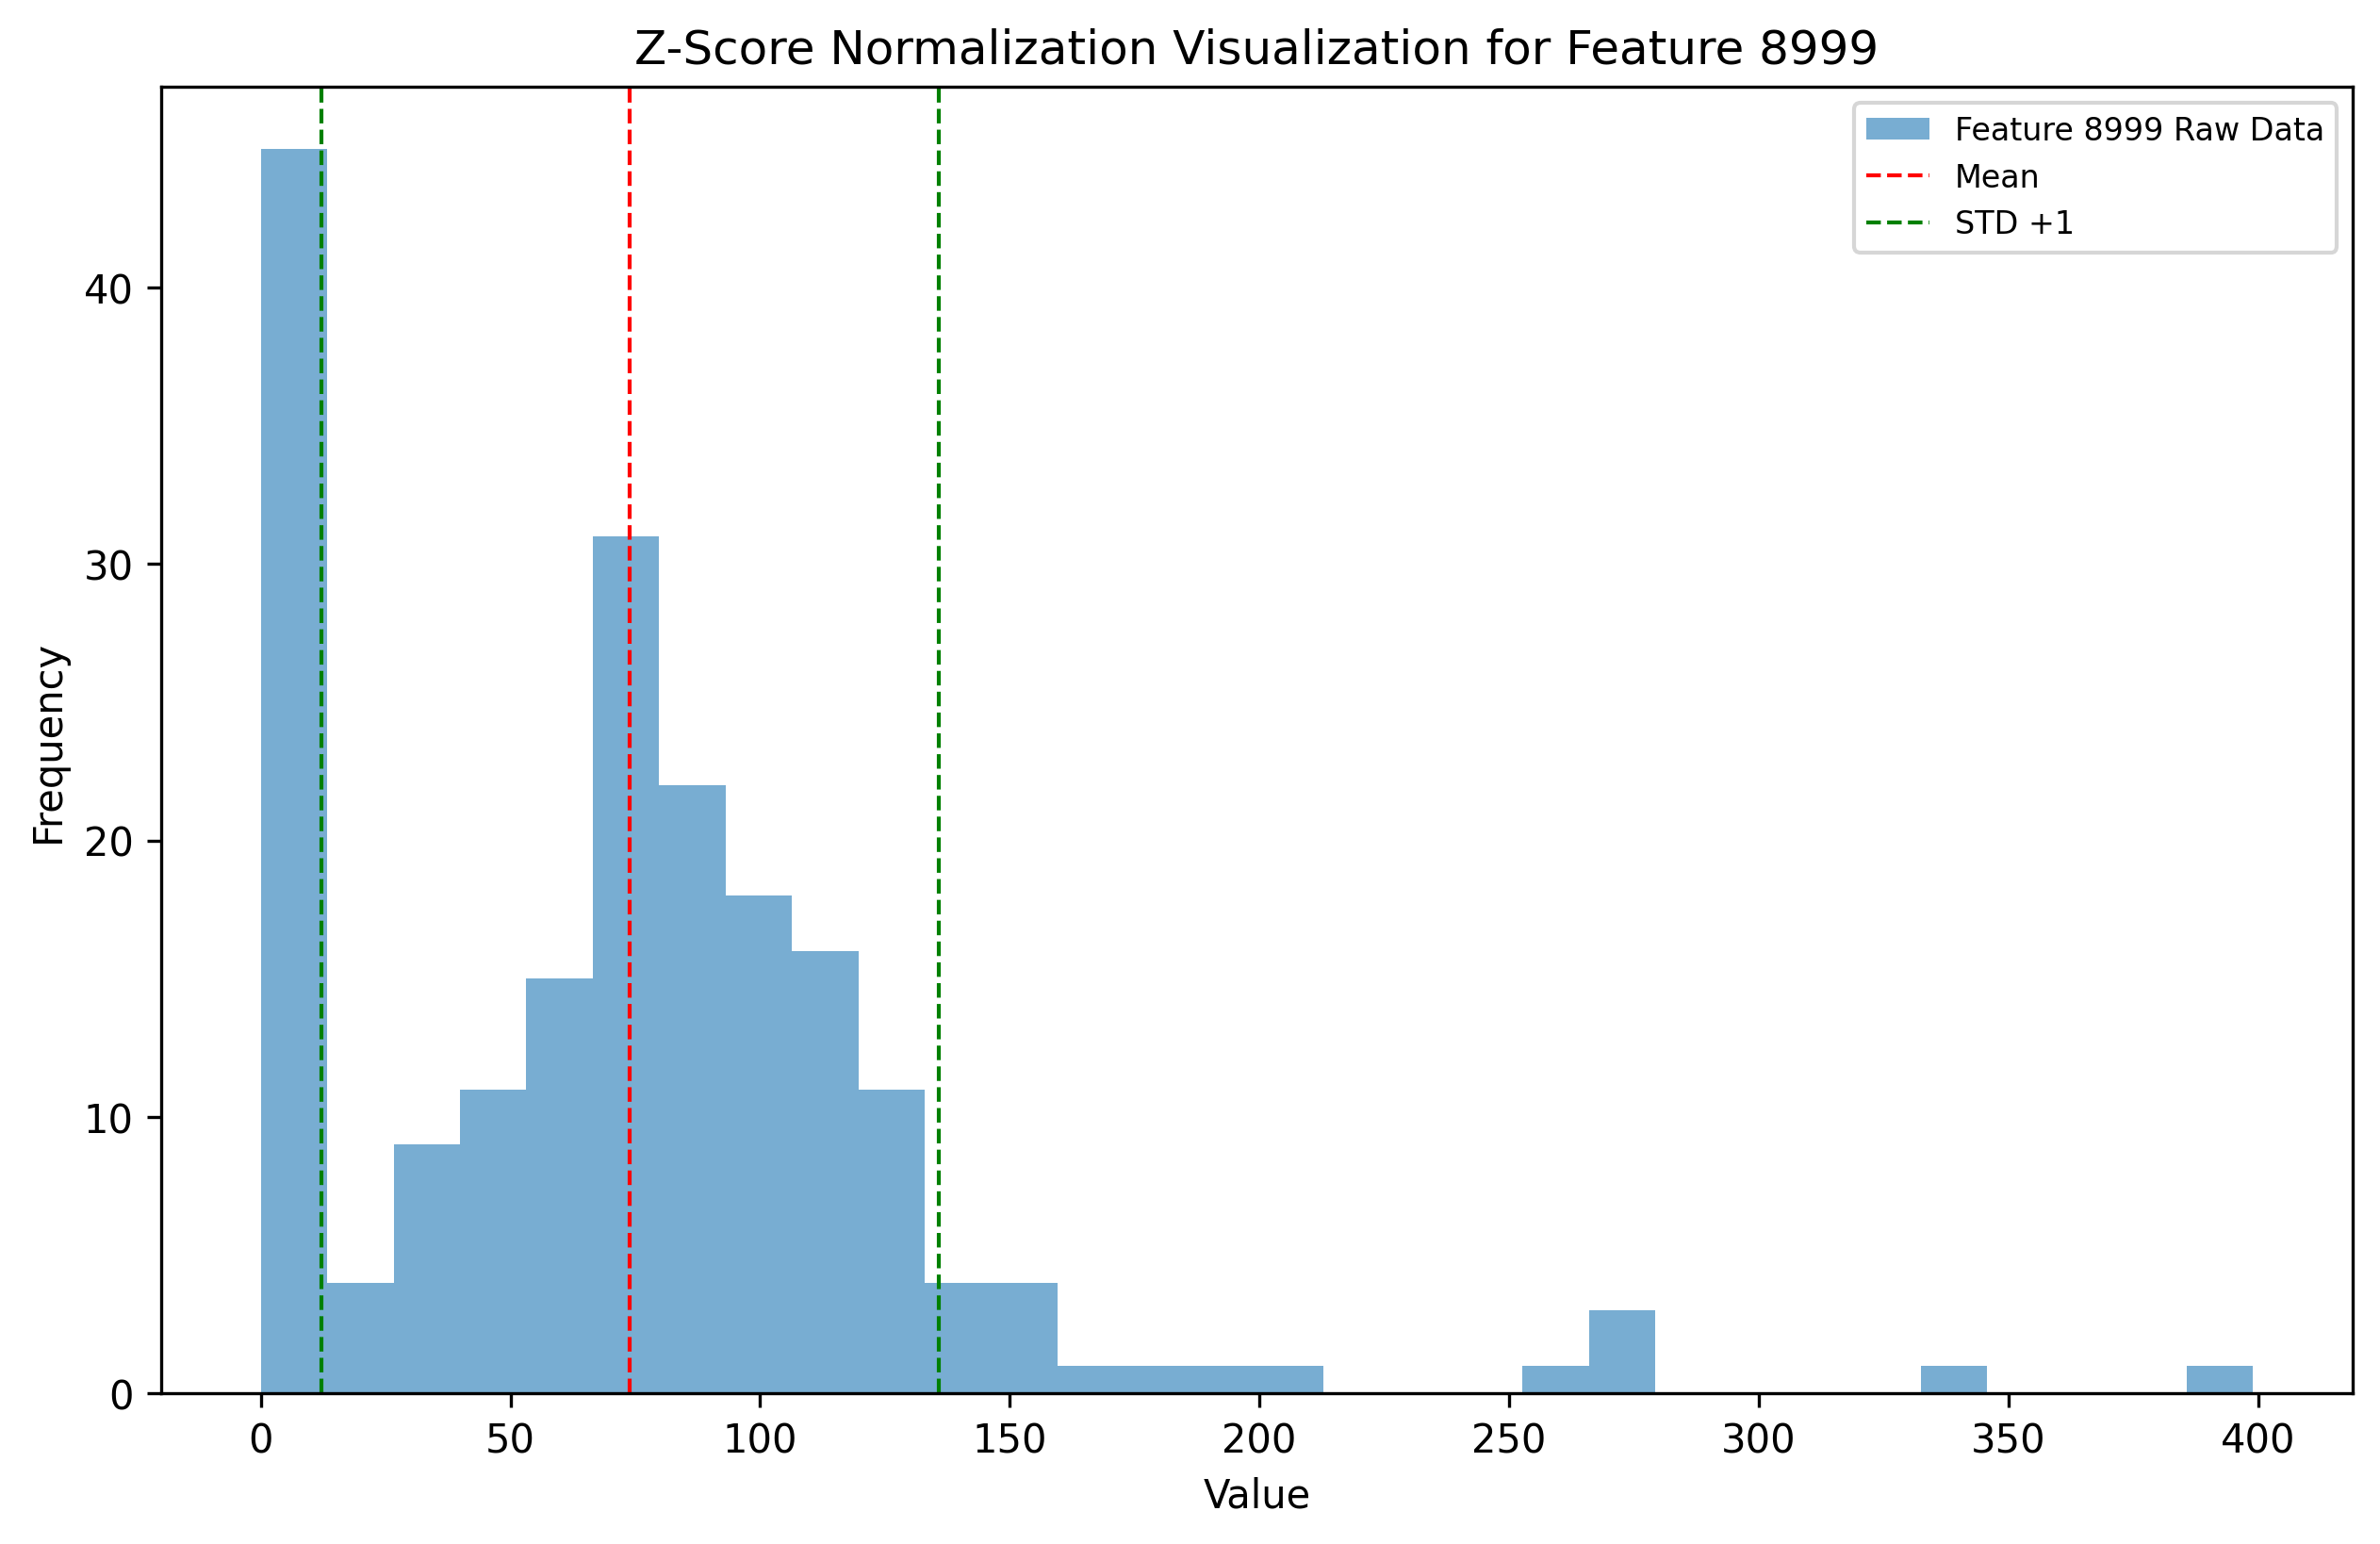 Z-Score Normalization Visualization for Feature 8999
Feature 8999 Raw Data
Mean
STD +1
Frequency
40
30
20
10
0
0 50 100 150 200 250 300 350 400
Value